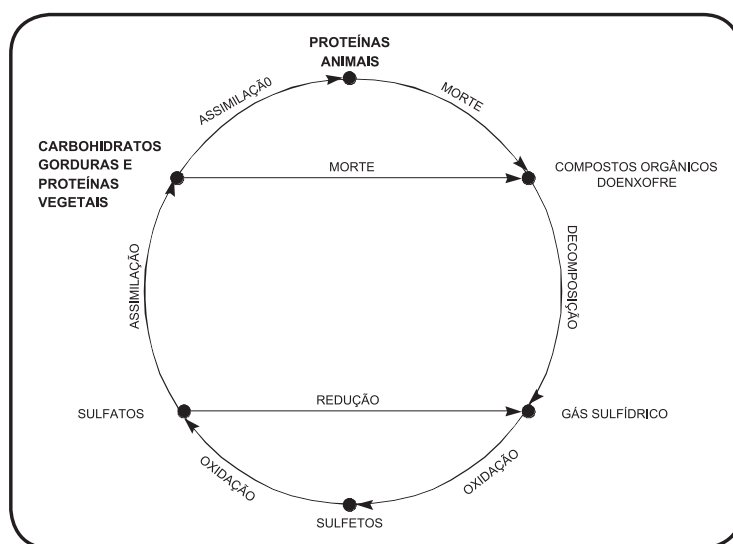 PROTEÍNAS
ANIMAIS
ASSIMILAÇÃ0
MORTE
CARBOHIDRATOS
GORDURAS E
PROTEÍNAS
VEGETAIS
MORTE
COMPOSTOS ORGÂNICOS
DOENXOFRE
ASSIMILAÇÃO
DECOMPOSIÇÃO
SULFATOS
REDUÇÃO
GÁS SULFÍDRICO
OXIDAÇÃO
OXIDAÇÃO
SULFETOS